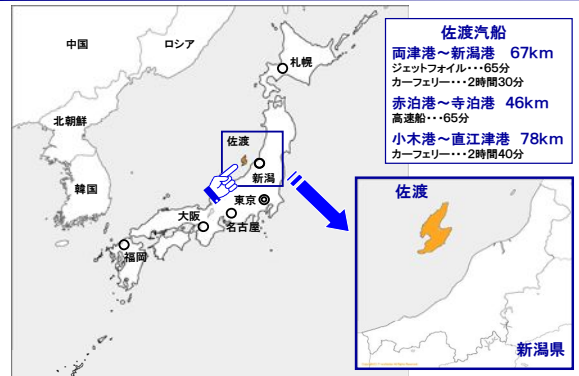 中国
ロシア
札幌
北朝鮮
佐渡
新潟
韓国
東京
大阪
名古屋
福岡
佐渡汽船
両津港~新潟港 67km
ジェットフォイル・・・65分
カーフェリー・・・2時間30分
赤泊港~寺泊港 46km
高速船・・・65分
小木港~直江津港 78km
カーフェリー・・・2時間40分
佐渡
新潟県